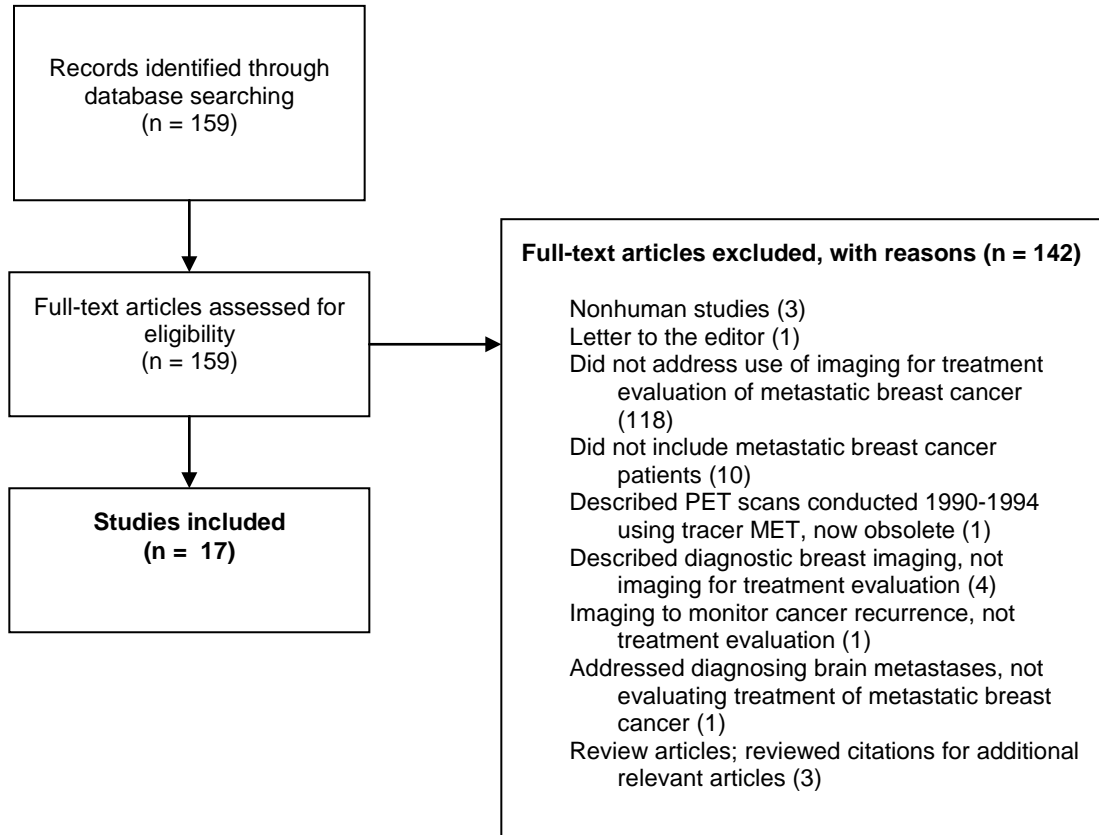 Records identified through
database searching
(n = 159)
Full-text articles assessed for
eligibility
(n = 159)
Studies included
(n =  17)
Full-text articles excluded, with reasons (n = 142)
Nonhuman studies (3)
Letter to the editor (1)
Did not address use of imaging for treatment
evaluation of metastatic breast cancer
(118)
Did not include metastatic breast cancer
patients (10)
Described PET scans conducted 1990-1994
using tracer MET, now obsolete (1)
Described diagnostic breast imaging, not
imaging for treatment evaluation (4)
Imaging to monitor cancer recurrence, not
treatment evaluation (1)
Addressed diagnosing brain metastases, not
evaluating treatment of metastatic breast
cancer (1)
Review articles; reviewed citations for additional
relevant articles (3)